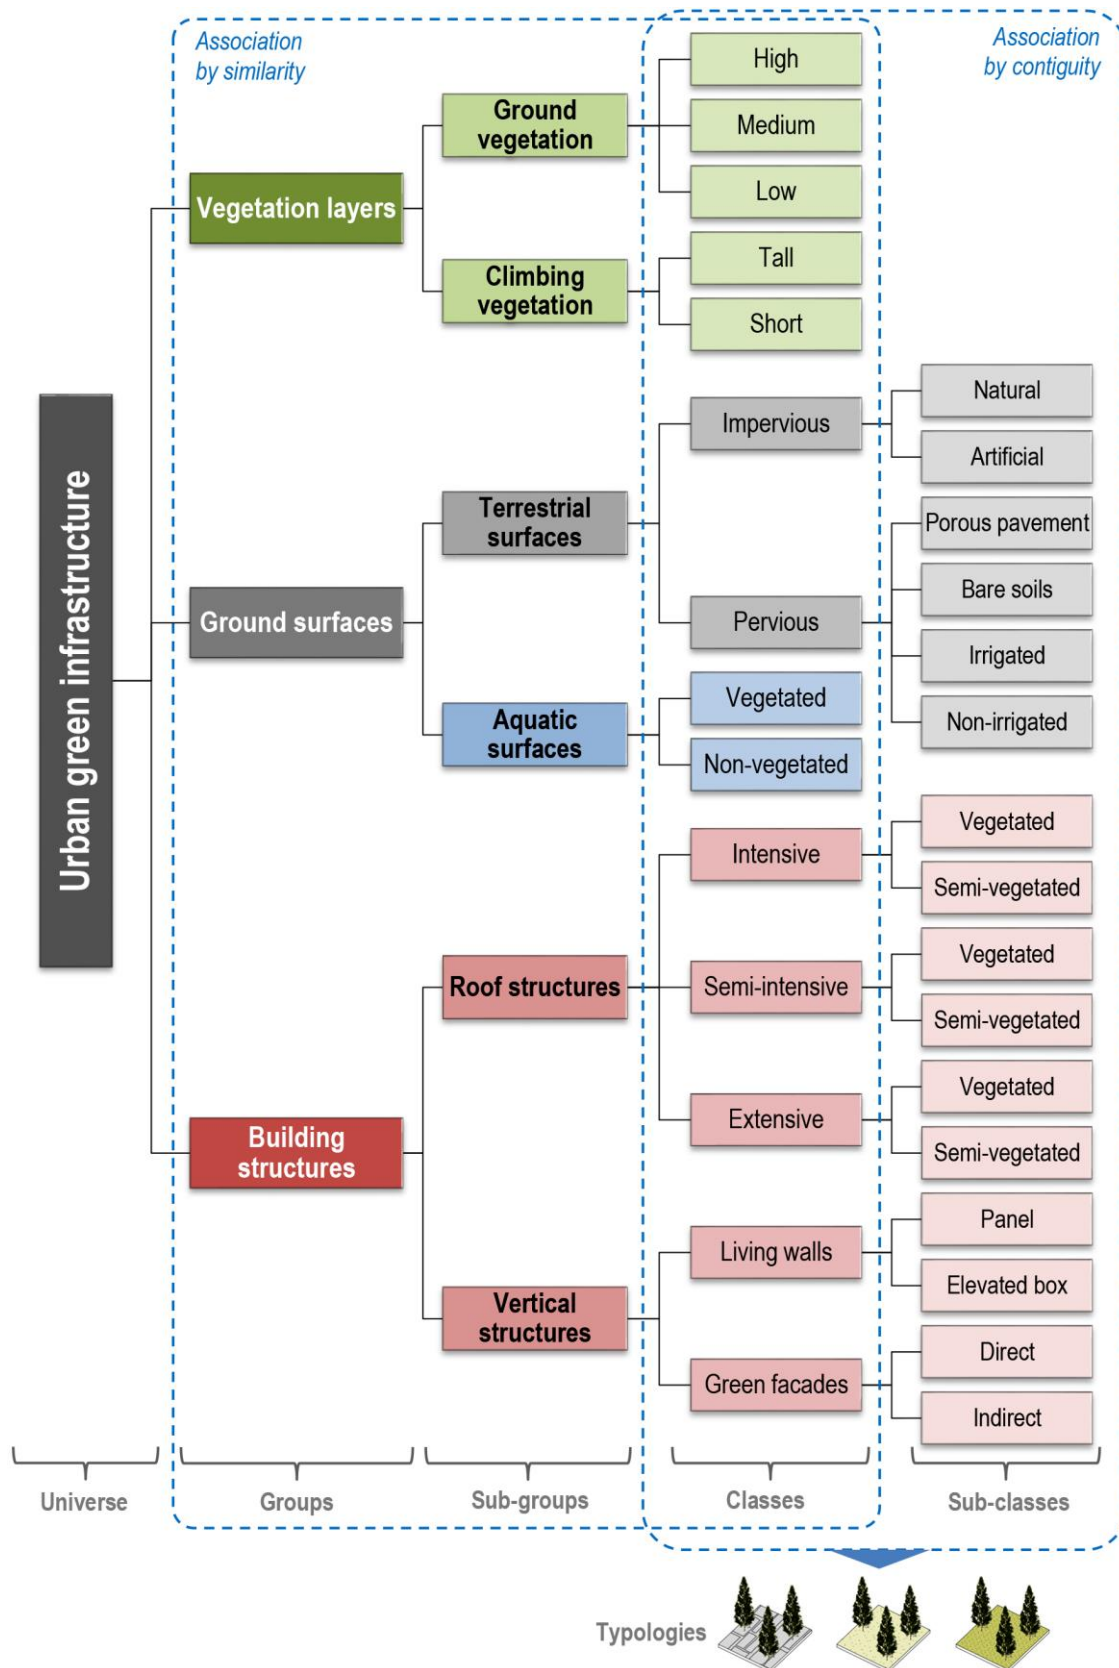 Association
by similarity
Association
by contiguity
Urban green infrastructure
Vegetation layers
Ground
vegetation
High
Medium
Low
Climbing
vegetation
Tall
Short
Ground surfaces
Terrestrial
surfaces
Impervious
Natural
Artificial
Pervious
Porous pavement
Bare soils
Irrigated
Non-irrigated
Aquatic
surfaces
Vegetated
Non-vegetated
Building
structures
Roof structures
Intensive
Vegetated
Semi-vegetated
Semi-intensive
Vegetated
Semi-vegetated
Extensive
Vegetated
Semi-vegetated
Vertical
structures
Living walls
Panel
Elevated box
Green facades
Direct
Indirect
Universe
Groups
Sub-groups
Classes
Sub-classes
Typologies